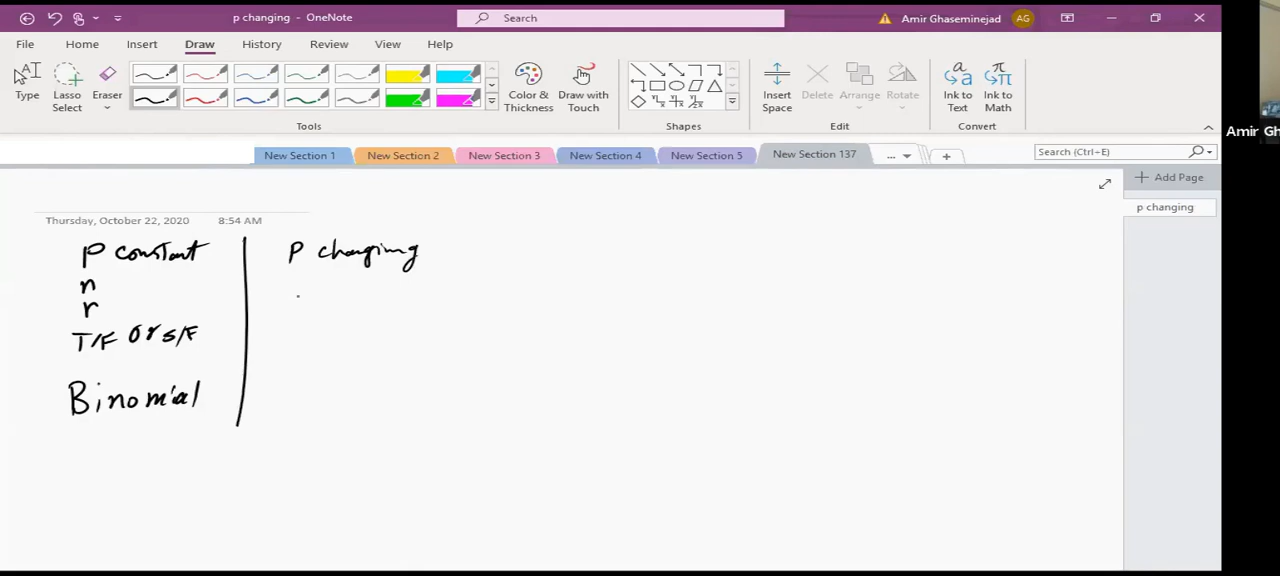 p changing - OneNote
Search
Amir Ghaseminejad AG
File Home Insert Draw History Review View Help
Type
Lasso Select
Eraser
Color & Thickness
Draw with Touch
Insert Space
Delete
Arrange
Rotate
Ink to Text
Ink to Math
Tools
Shapes
Edit
Convert
Amir Gh
New Section 1 New Section 2 New Section 3 New Section 4 New Section 5 New Section 137 ...
Search (Ctrl+E)
Add Page
p changing
Thursday, October 22, 2020 8:54 AM
p constant
P changing
n
r
T/F or S/F
Binomial